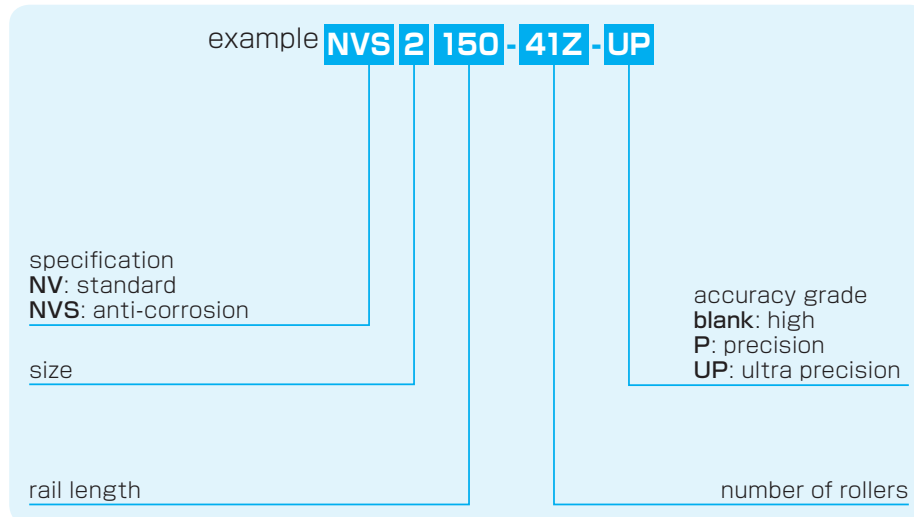 example NVS 2 150 - 41Z - UP
specification
NV: standard
NVS: anti-corrosion
size
rail length
accuracy grade
blank: high
P: precision
UP: ultra precision
number of rollers